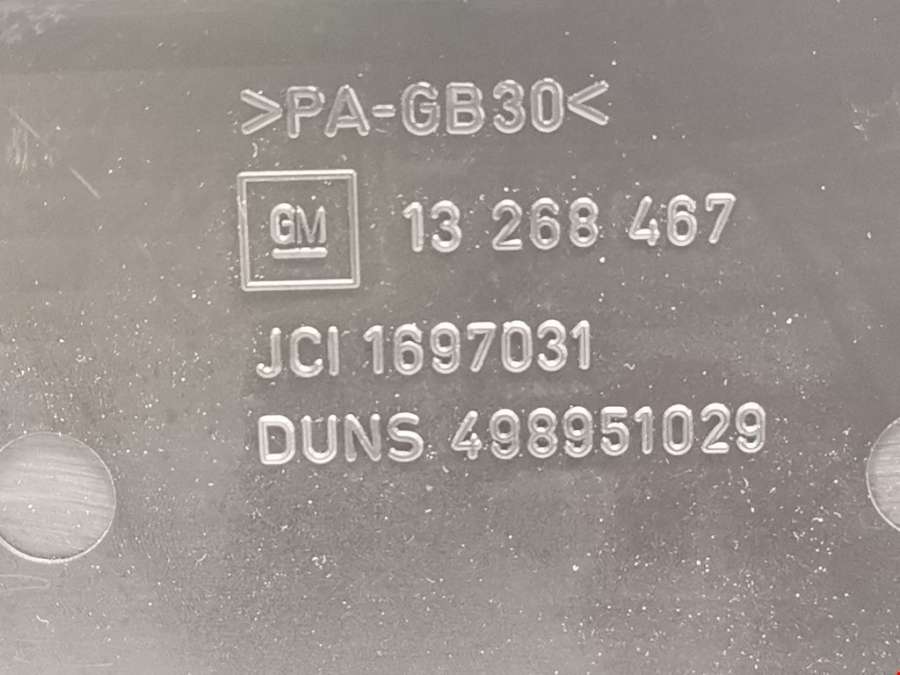 >PA-GB30<
GM 13 268 467
JCI 1697031
DUNS 498951029